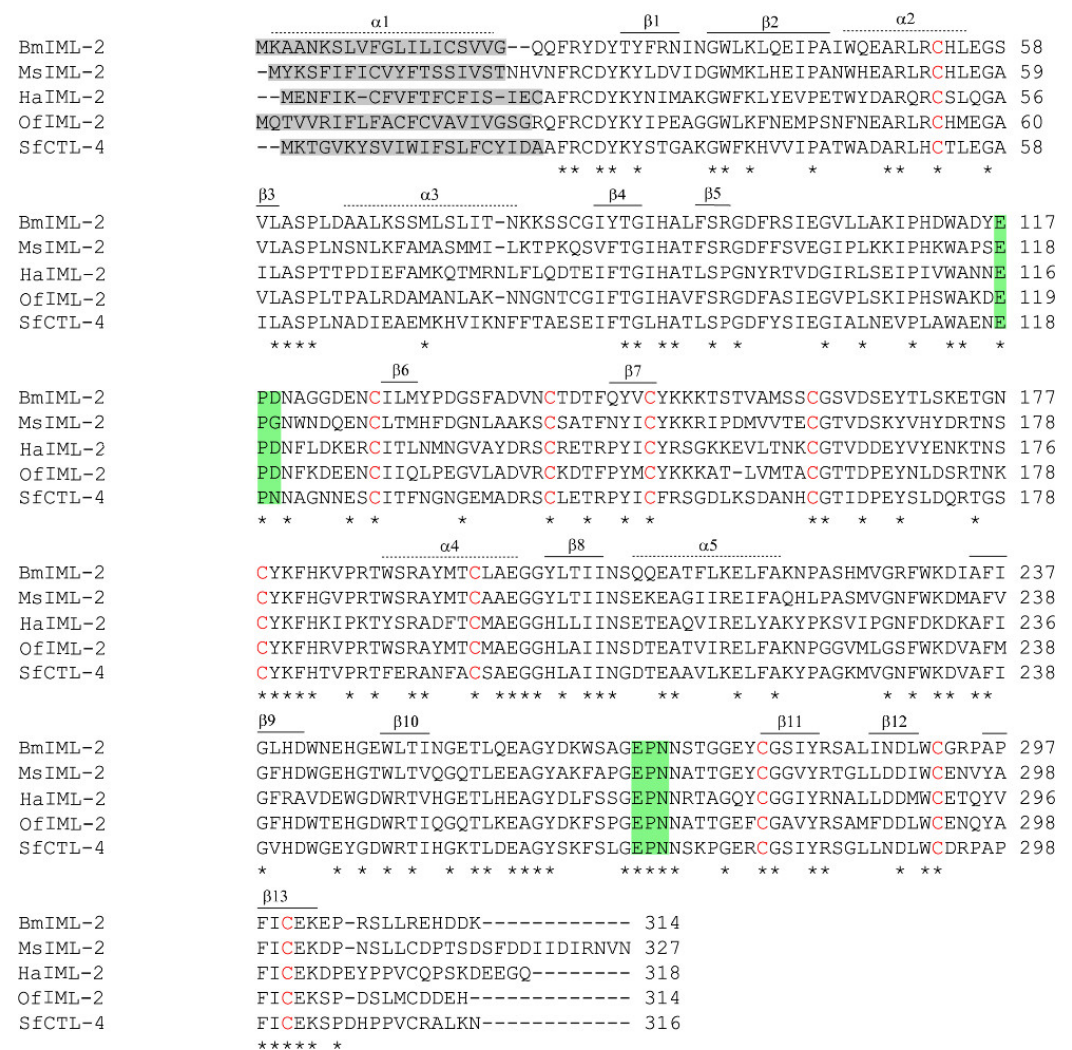 α1 β1 β2 α2
BmIML-2 MKAANKSLVFGLILICSVVG--QQFRYDYTYFRNINGWLKLQEIPAIWQEARLRCHLEGS 58
MsIML-2 -MYKSFIFICVYFTSSIVSTNHVNFRCDYKYLDVIDGWMKLHEIPANWHEARLRCHLEGA 59
HaIML-2 --MENFIK-CFVFTFCFIS-IECAFRCDYKYNIMAKGWFKLYEVPETWYDARQRCSLQGA 56
OfIML-2 MQTVVRIFLFACFCVAVIVGSGRQFRCDYKYIPEAGGWLKFNEMPSNFNEARLRCHMEGA 60
SfCTL-4 --MKTGVKYSVIWIFSLFCYIDAAFRCDYKYSTGAKGWFKHVVIPATWADARLHCTLEGA 58
** ** * ** * * ** * *
β3 α3 β4 β5
BmIML-2 VLASPLDAALKSSMLSLIT-NKKSSCGIYTGIHALFSRGDFRSIEGVLLAKIPHDWADYE 117
MsIML-2 VLASPLNSNLKFAMASMMI-LKTPKQSVFTGIHATLSRGDFFSVEGIPLKKIPHKWAPSE 118
HaIML-2 ILASPTTPDIEFAMKQTMRNLFLQDTEIFTGIHATLSPGNYRTVDGIRLSEIPIVWANNE 116
OfIML-2 VLASPLTPALRDAMANLAK-NNGNTCGIFTGIHAVFSRGDFASIEGVPLSKIPHSWAKDE 119
SfCTL-4 ILASPLNADIEAEMKHVIKNFFTAESEIFTGLHATLSPGDFYSIEGIALNEVPLAWAENE 118
**** * ** ** * * * * * ** *
β6 β7
BmIML-2 PDNAGGDENCILMYPDGSFADVNCTDTFQYVCYKKKTSTVAMSSCGSVDSEYTLSKETGN 177
MsIML-2 PGNWNDQENCLTMHFDGNLAAKSCSATFNYICYKKRIPDMVVTECGTVDSKYVHYDRTNS 178
HaIML-2 PDNFLDKERCITLNMNGVAYDRSCRETRPYICYRSGKKEVLTNKCGTVDDEYVYENKTNS 176
OfIML-2 PDNFKDEENCIIQLPEGVLADVRCKDTFPYMCYKKKAT-LVMTACGTTDPEYNLDSRTNK 178
SfCTL-4 PNNAGNNESCITFNGNGEMADRSCLETRPYICFRSGDLKSDANHCGTIDPEYSLDQRTGS 178
* * * * * * * * * ** * * *
α4 β8 α5
BmIML-2 CYKFHKVPRTWSRAYMTCLAEGGYLTIINSQQEATFLKELFAKNPASHMVGRFWKDIAFI 237
MsIML-2 CYKFHGVPRTWSRAYMTCAAEGGYLTIINSEKEAGIIREIFAQHLPASMVGNFWKDMAFV 238
HaIML-2 CYKFHKIPKTYSRADFTCMAEGGHLLIINSETEAQVIRELYAKYPKSVIPGNFDKDKAFI 236
OfIML-2 CYKFHRVPRTWSRAYMTCMAEGGHLAIINSDTEATVIRELFAKNPGGVMLGSFWKDVAFM 238
SfCTL-4 CYKFHTVPRTFERANFACSAEGGHLAIINGDTEAAVLKELFAKYPAGKMVGNFWKDVAFI 238
***** * * ** * **** * *** ** * * * * ** **
β9 β10 β11 β12
BmIML-2 GLHDWNEHGEWLTINGETLQEAGYDKWSAGEPNNSTGGEYCGSIYRSALINDLWCGRPAP 297
MsIML-2 GFHDWGEHGTWLTVQGQTLEEAGYAKFAPGEPNNATTGEYCGGVYRTGLLDDIWCENVYA 298
HaIML-2 GFRAVDEWGDWRTVHGETLHEAGYDLFSSGEPNNRTAGQYCGGIYRNALLDDMWCETQYV 296
OfIML-2 GFHDWTEHGDWRTIQGQTLKEAGYDKFSPGEPNNATTGEFCGAVYRSAMFDDLWCENQYA 298
SfCTL-4 GVHDWGEYGDWRTIHGKTLDEAGYSKFSLGEPNNSKPGERCGSIYRSGLLNDLWCDRPAP 298
* * * * * * ** **** ***** * ** ** * **
β13
BmIML-2 FICEKEP-RSLLREHDDK------------ 314
MsIML-2 FICEKDP-NSLLCDPTSDSFDDIIDIRNVN 327
HaIML-2 FICEKDPEYPPVCQPSKDEEGQ-------- 318
OfIML-2 FICEKSP-DSLMCDDEH------------- 314
SfCTL-4 FICEKSPDHPPVCRALKN------------ 316
***** *